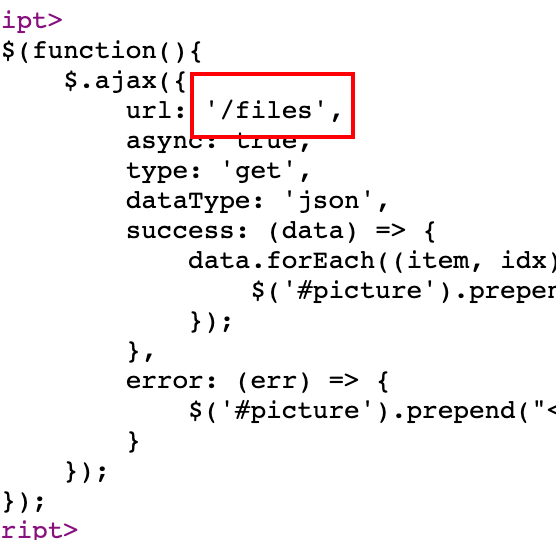 ipt>
$(function(){
$.ajax({
url: '/files',
async: true,
type: 'get',
dataType: 'json',
success: (data) => {
data.forEach((item, idx)
$('#picture').prepen
});
},
error: (err) => {
$('#picture').prepend("<
}
});
});
ript>